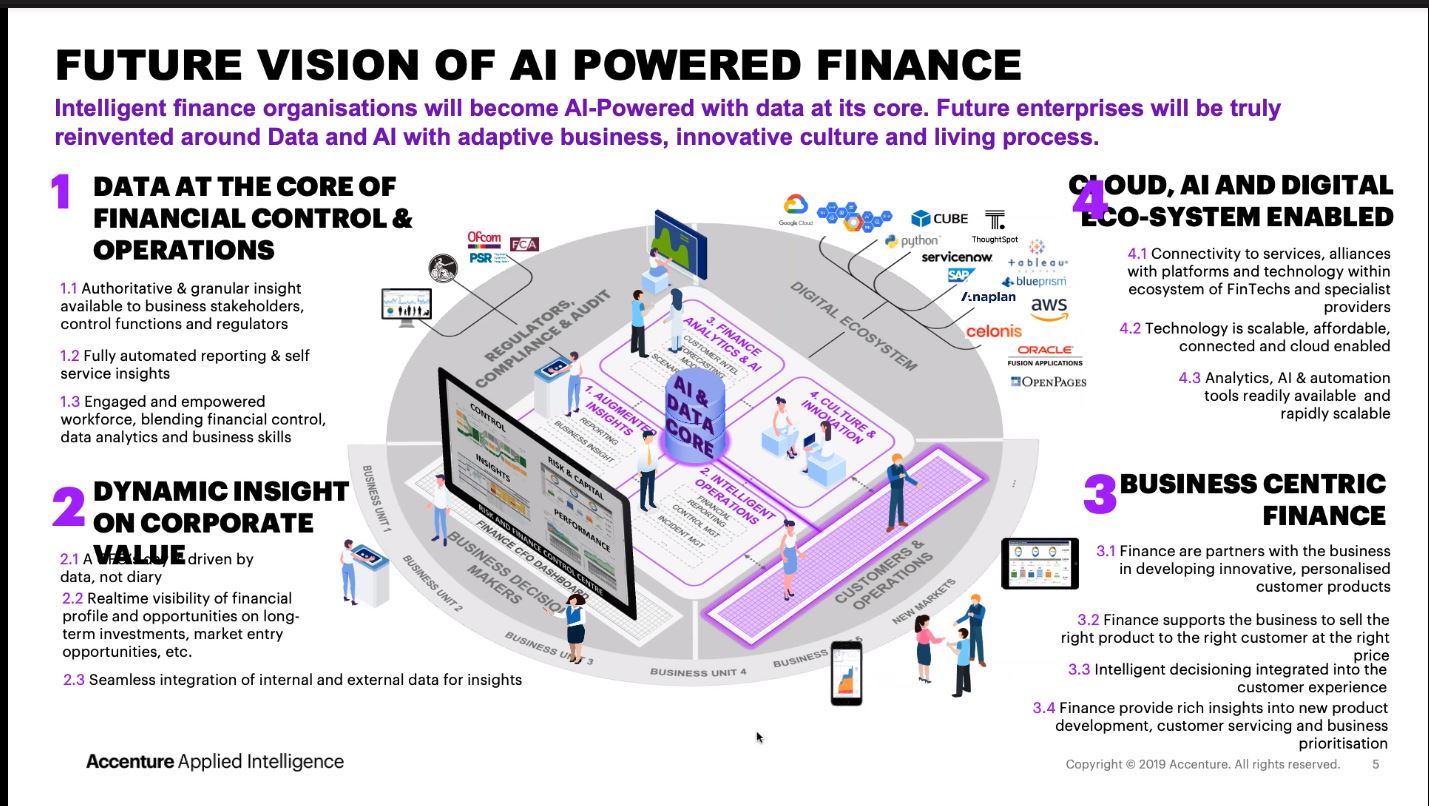 FUTURE VISION OF AI POWERED FINANCE
Intelligent finance organisations will become AI-Powered with data at its core. Future enterprises will be truly
reinvented around Data and AI with adaptive business, innovative culture and living process.
1
DATA AT THE CORE OF
FINANCIAL CONTROL &
OPERATIONS
1.1 Authoritative & granular insight
available to business stakeholders,
control functions and regulators
1.2 Fully automated reporting & self
service insights
1.3 Engaged and empowered
workforce, blending financial control,
data analytics and business skills
2
DYNAMIC INSIGHT
ON CORPORATE
VALUE
2.1 A driven by
data, not diary
2.2 Realtime visibility of financial
profile and opportunities on long-
term investments, market entry
opportunities, etc.
2.3 Seamless integration of internal and external data for insights
Ofcom
FCA
PSR
REGULATORS,
COMPLIANCE & AUDIT
DIGITAL ECOSYSTEM
3. FINANCE
ANALYTICS & AI
CUSTOMER INTEL
FORECASTING
AI &
DATA
CORE
1. AUGMENTED
INSIGHTS
REPORTING
BUSINESS INSIGHT
4. CULTURE &
INNOVATION
2. INTELLIGENT
OPERATIONS
FINANCIAL
REPORTING
CONTROL MGT
INCIDENT MGT
CONTROL
INSIGHTS
RISK & CAPITAL
PERFORMANCE
RISK AND FINANCE CONTROL CENTRE
FINANCE CFO DASHBOARD
BUSINESS DECISION
MAKERS
CUSTOMERS &
OPERATIONS
BUSINESS UNIT 1
BUSINESS UNIT 2
BUSINESS UNIT 3
BUSINESS UNIT 4
BUSINESS 5
NEW MARKETS
...
Google Cloud
CUBE
ThoughtSpot
python
servicenow
+ableau
SAP
blueprism
Anaplan
aws
celonis
ORACLE
FUSION APPLICATIONS
OPENPAGES
4
CLOUD, AI AND DIGITAL
ECO-SYSTEM ENABLED
4.1 Connectivity to services, alliances
with platforms and technology within
ecosystem of FinTechs and specialist
providers
4.2 Technology is scalable, affordable,
connected and cloud enabled
4.3 Analytics, AI & automation
tools readily available and
rapidly scalable
3
BUSINESS CENTRIC
FINANCE
3.1 Finance are partners with the business
in developing innovative, personalised
customer products
3.2 Finance supports the business to sell the
right product to the right customer at the right
price
3.3 Intelligent decisioning integrated into the
customer experience
3.4 Finance provide rich insights into new product
development, customer servicing and business
prioritisation
Accenture Applied Intelligence
Copyright © 2019 Accenture. All rights reserved. 5